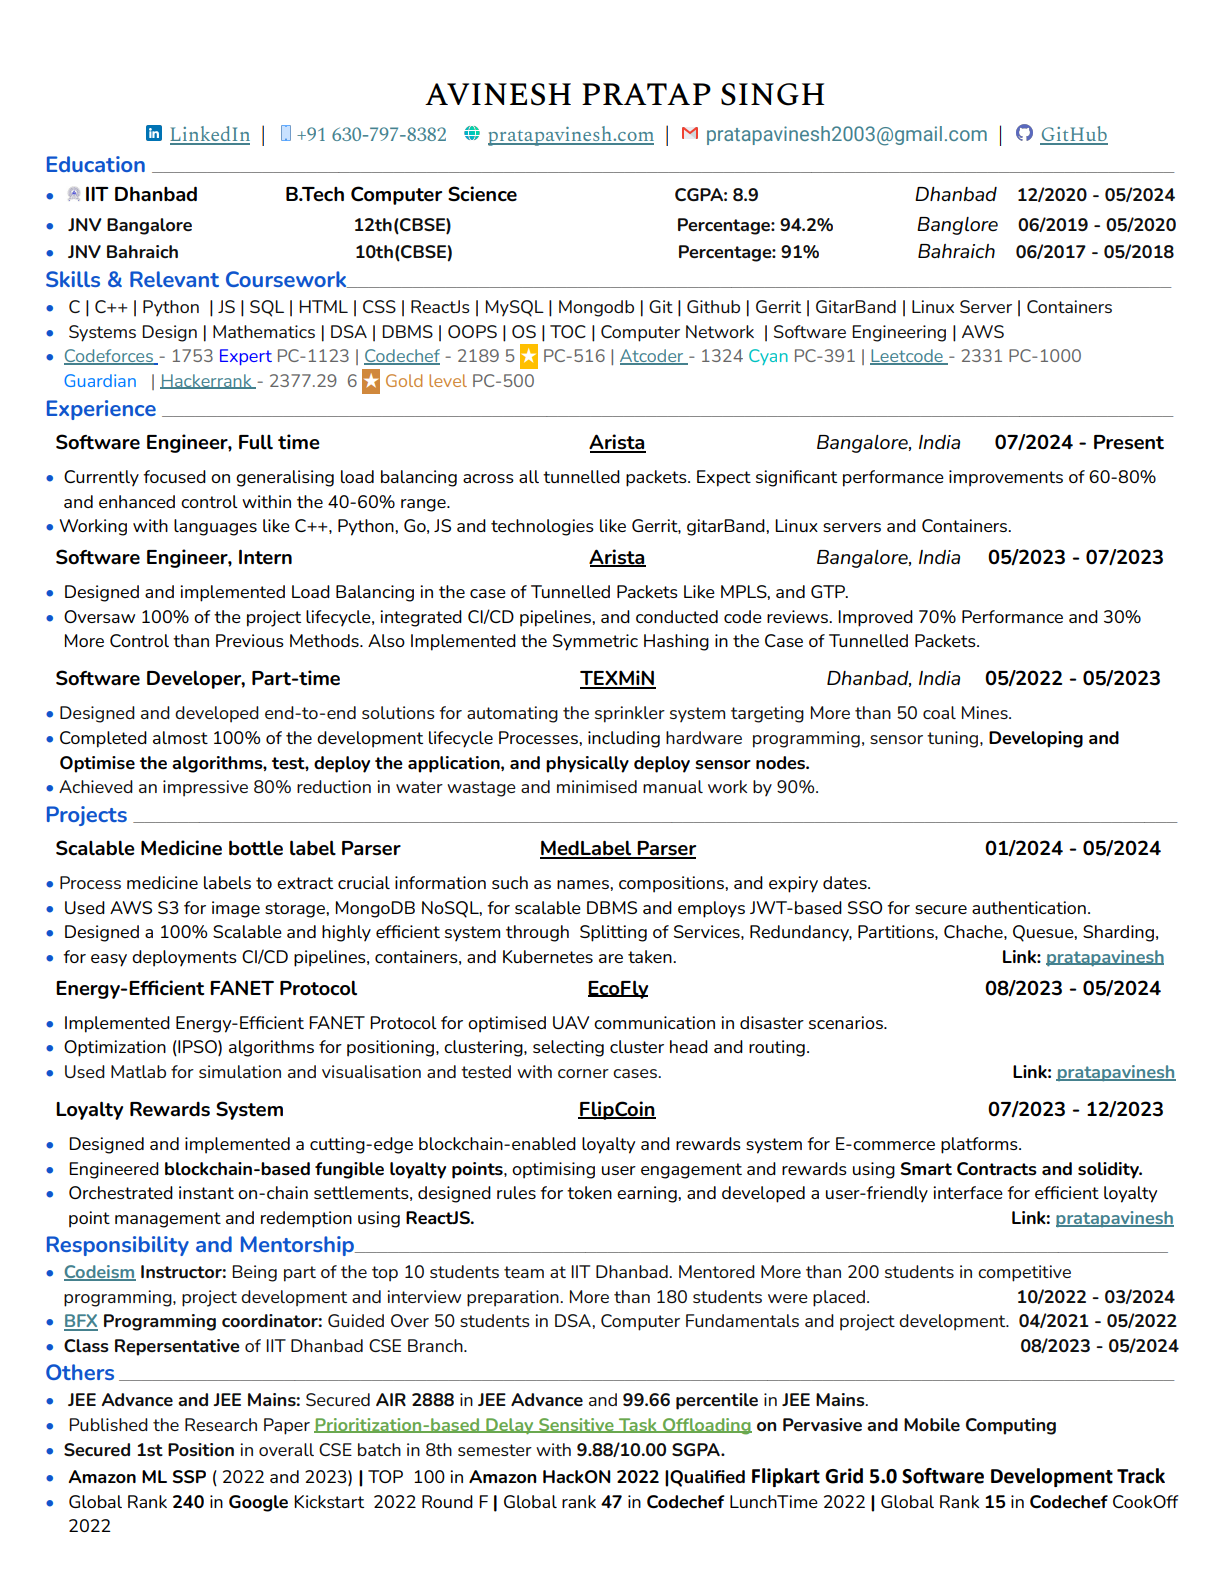 AVINESH PRATAP SINGH
LinkedIn | +91 630-797-8382 pratapavinesh.com | pratapavinesh2003@gmail.com | GitHub
Education
• IIT Dhanbad B.Tech Computer Science CGPA: 8.9 Dhanbad 12/2020 - 05/2024
• JNV Bangalore 12th(CBSE) Percentage: 94.2% Banglore 06/2019 - 05/2020
• JNV Bahraich 10th(CBSE) Percentage: 91% Bahraich 06/2017 - 05/2018
Skills & Relevant Coursework
• C | C++ | Python | JS | SQL | HTML | CSS | ReactJs | MySQL | Mongodb | Git | Github | Gerrit | GitarBand | Linux Server | Containers
• Systems Design | Mathematics | DSA | DBMS | OOPS | OS | TOC | Computer Network | Software Engineering | AWS
• Codeforces - 1753 Expert PC-1123 | Codechef - 2189 5 ★ PC-516 | Atcoder - 1324 Cyan PC-391 | Leetcode - 2331 PC-1000
Guardian | Hackerrank - 2377.29 6 ★ Gold level PC-500
Experience
Software Engineer, Full time Arista Bangalore, India 07/2024 - Present
• Currently focused on generalising load balancing across all tunnelled packets. Expect significant performance improvements of 60-80%
and enhanced control within the 40-60% range.
• Working with languages like C++, Python, Go, JS and technologies like Gerrit, gitarBand, Linux servers and Containers.
Software Engineer, Intern Arista Bangalore, India 05/2023 - 07/2023
• Designed and implemented Load Balancing in the case of Tunnelled Packets Like MPLS, and GTP.
• Oversaw 100% of the project lifecycle, integrated CI/CD pipelines, and conducted code reviews. Improved 70% Performance and 30%
More Control than Previous Methods. Also Implemented the Symmetric Hashing in the Case of Tunnelled Packets.
Software Developer, Part-time TEXMiN Dhanbad, India 05/2022 - 05/2023
• Designed and developed end-to-end solutions for automating the sprinkler system targeting More than 50 coal Mines.
• Completed almost 100% of the development lifecycle Processes, including hardware programming, sensor tuning, Developing and
Optimise the algorithms, test, deploy the application, and physically deploy sensor nodes.
• Achieved an impressive 80% reduction in water wastage and minimised manual work by 90%.
Projects
Scalable Medicine bottle label Parser MedLabel Parser 01/2024 - 05/2024
• Process medicine labels to extract crucial information such as names, compositions, and expiry dates.
• Used AWS S3 for image storage, MongoDB NoSQL, for scalable DBMS and employs JWT-based SSO for secure authentication.
• Designed a 100% Scalable and highly efficient system through Splitting of Services, Redundancy, Partitions, Chache, Quesue, Sharding,
• for easy deployments CI/CD pipelines, containers, and Kubernetes are taken. Link: pratapavinesh
Energy-Efficient FANET Protocol EcoFly 08/2023 - 05/2024
• Implemented Energy-Efficient FANET Protocol for optimised UAV communication in disaster scenarios.
• Optimization (IPSO) algorithms for positioning, clustering, selecting cluster head and routing.
• Used Matlab for simulation and visualisation and tested with corner cases. Link: pratapavinesh
Loyalty Rewards System FlipCoin 07/2023 - 12/2023
• Designed and implemented a cutting-edge blockchain-enabled loyalty and rewards system for E-commerce platforms.
• Engineered blockchain-based fungible loyalty points, optimising user engagement and rewards using Smart Contracts and solidity.
• Orchestrated instant on-chain settlements, designed rules for token earning, and developed a user-friendly interface for efficient loyalty
point management and redemption using ReactJS. Link: pratapavinesh
Responsibility and Mentorship
• Codeism Instructor: Being part of the top 10 students team at IIT Dhanbad. Mentored More than 200 students in competitive
programming, project development and interview preparation. More than 180 students were placed. 10/2022 - 03/2024
• BFX Programming coordinator: Guided Over 50 students in DSA, Computer Fundamentals and project development. 04/2021 - 05/2022
• Class Repersentative of IIT Dhanbad CSE Branch. 08/2023 - 05/2024
Others
• JEE Advance and JEE Mains: Secured AIR 2888 in JEE Advance and 99.66 percentile in JEE Mains.
• Published the Research Paper Prioritization-based Delay Sensitive Task Offloading on Pervasive and Mobile Computing
• Secured 1st Position in overall CSE batch in 8th semester with 9.88/10.00 SGPA.
• Amazon ML SSP ( 2022 and 2023) | TOP 100 in Amazon HackON 2022 |Qualified Flipkart Grid 5.0 Software Development Track
• Global Rank 240 in Google Kickstart 2022 Round F | Global rank 47 in Codechef LunchTime 2022 | Global Rank 15 in Codechef CookOff
2022